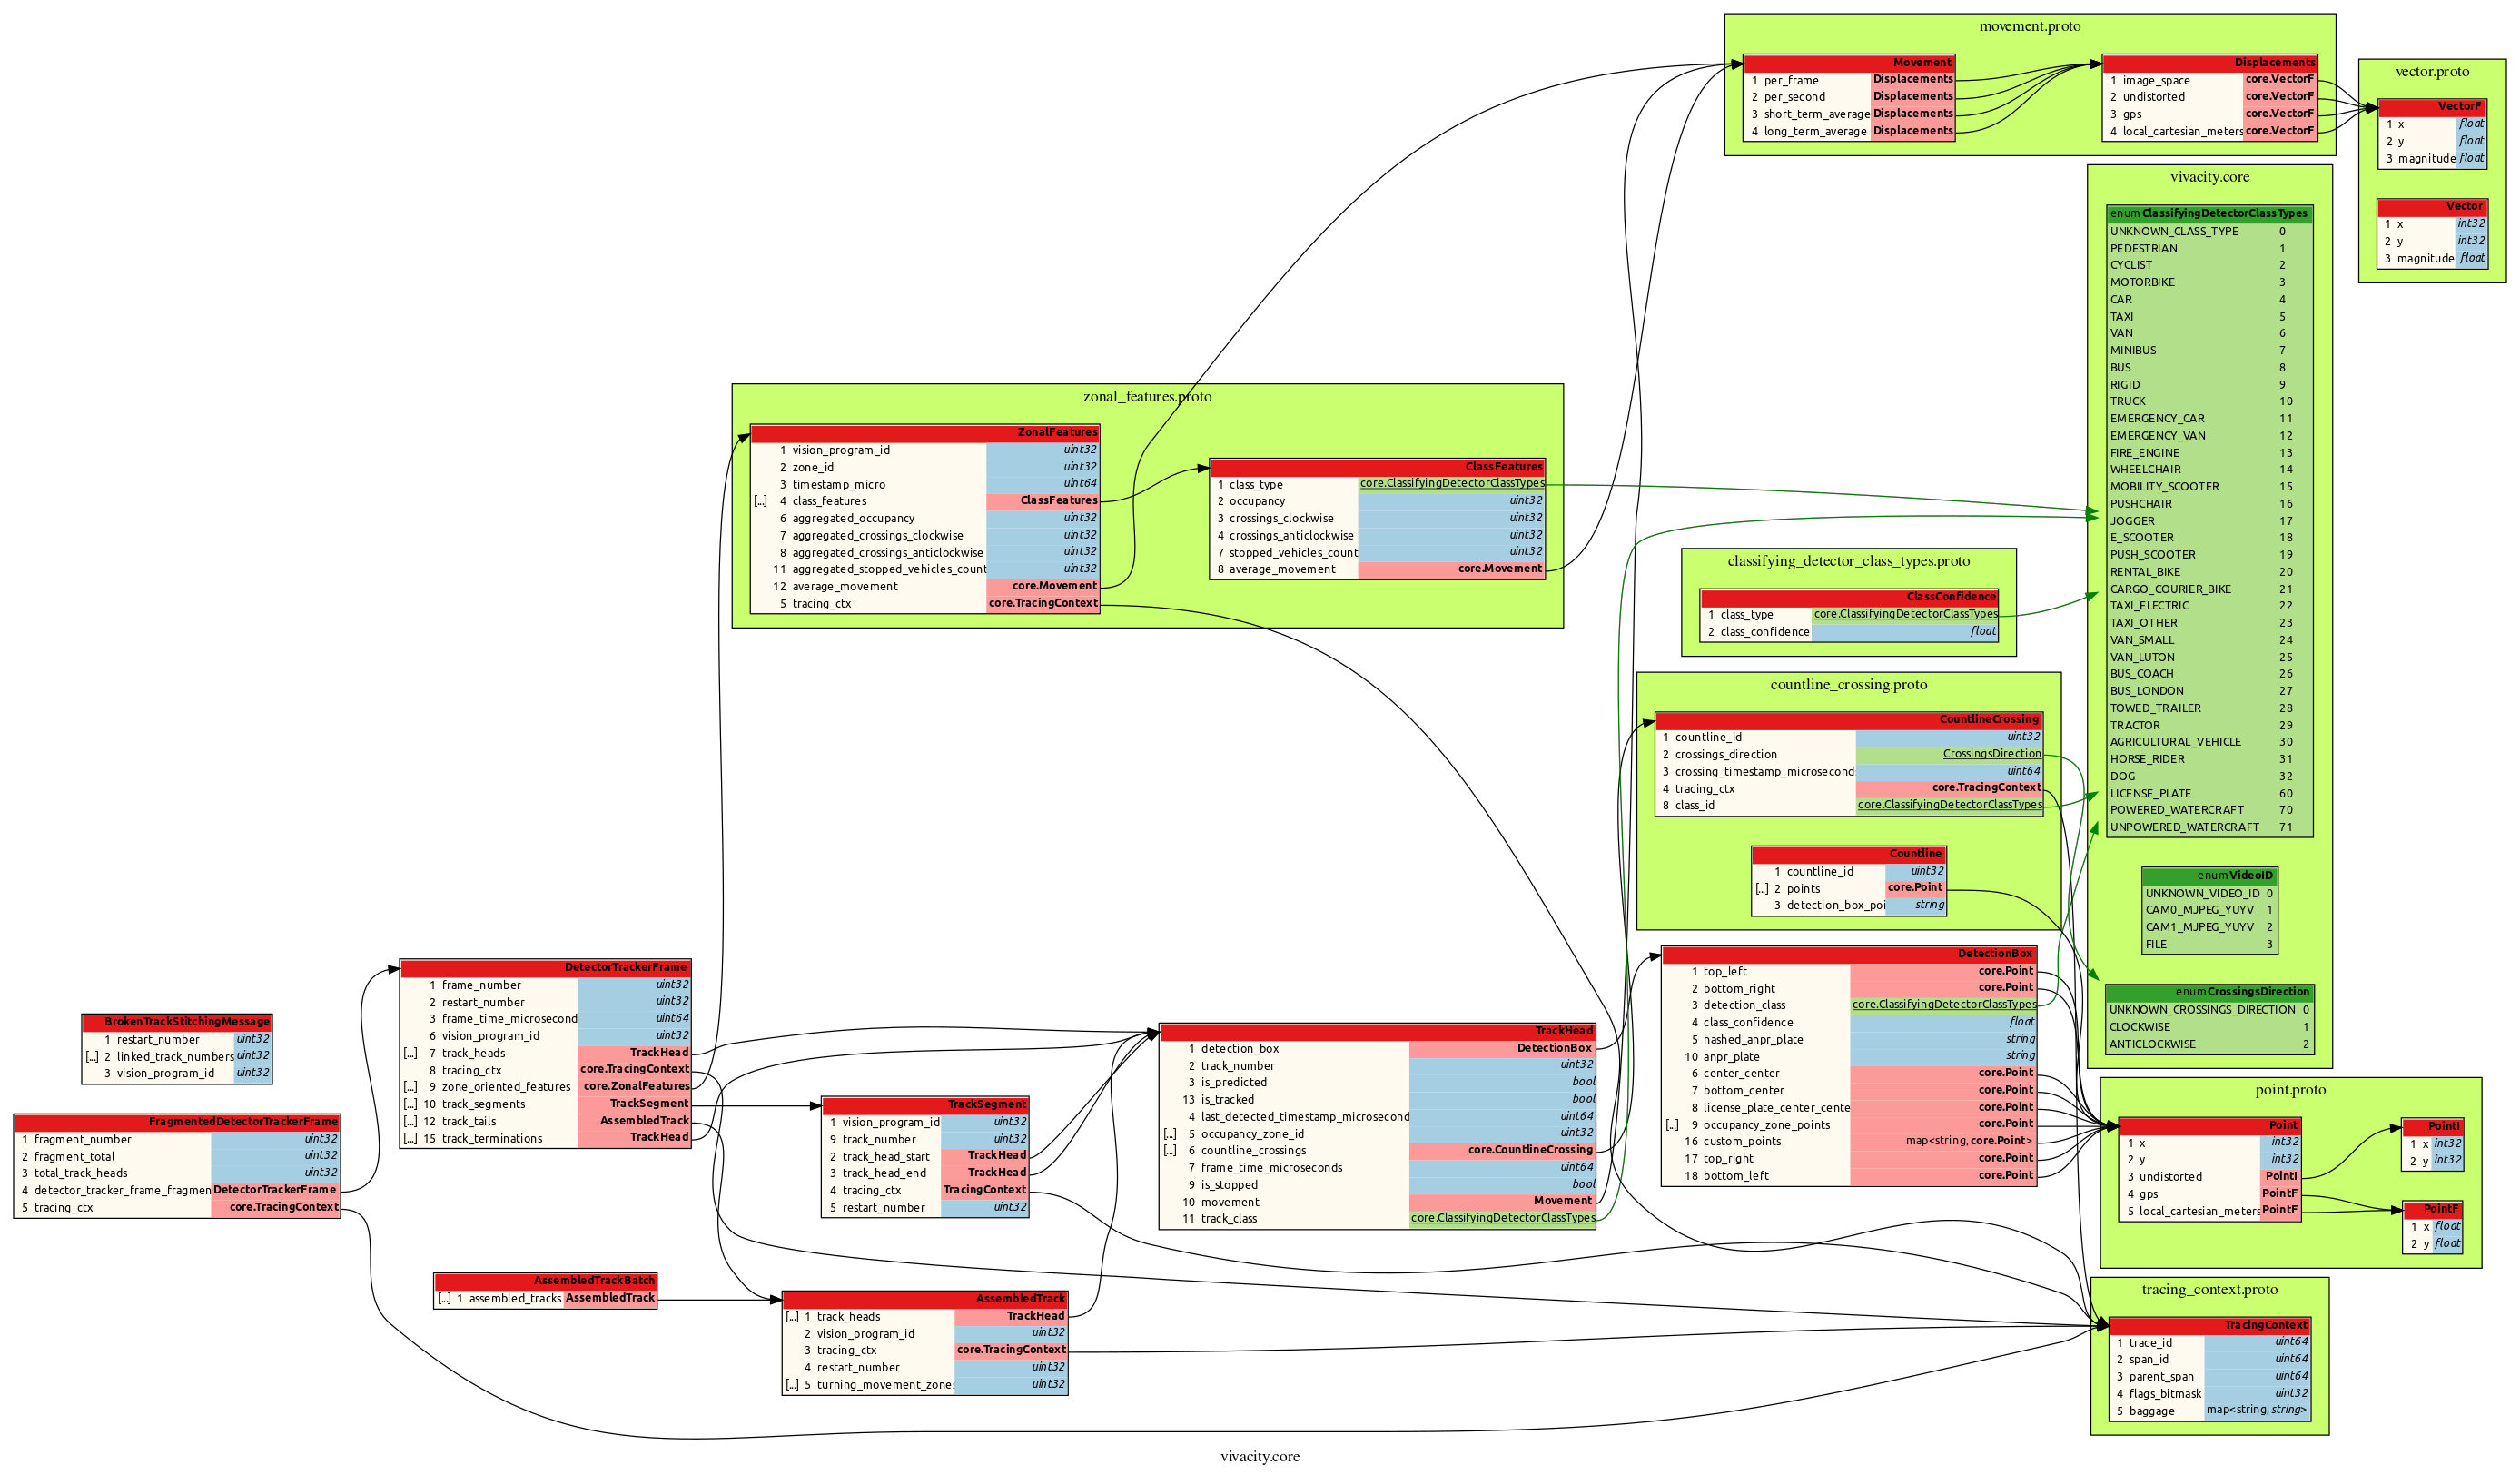 movement.proto
Movement
1 per_frame Displacements
2 per_second Displacements
3 short_term_average Displacements
4 long_term_average Displacements
Displacements
1 image_space core.VectorF
2 undistorted core.VectorF
3 gps core.VectorF
4 local_cartesian_meters core.VectorF
vector.proto
VectorF
1 x float
2 y float
3 magnitude float
Vector
1 x int32
2 y int32
3 magnitude float
vivacity.core
enum ClassifyingDetectorClassTypes
UNKNOWN_CLASS_TYPE 0
PEDESTRIAN 1
CYCLIST 2
MOTORBIKE 3
CAR 4
TAXI 5
VAN 6
MINIBUS 7
BUS 8
RIGID 9
TRUCK 10
EMERGENCY_CAR 11
EMERGENCY_VAN 12
FIRE_ENGINE 13
WHEELCHAIR 14
MOBILITY_SCOOTER 15
PUSHCHAIR 16
JOGGER 17
E_SCOOTER 18
PUSH_SCOOTER 19
RENTAL_BIKE 20
CARGO_COURIER_BIKE 21
TAXI_ELECTRIC 22
TAXI_OTHER 23
VAN_SMALL 24
VAN_LUTON 25
BUS_COACH 26
BUS_LONDON 27
TOWED_TRAILER 28
TRACTOR 29
AGRICULTURAL_VEHICLE 30
HORSE_RIDER 31
DOG 32
LICENSE_PLATE 60
POWERED_WATERCRAFT 70
UNPOWERED_WATERCRAFT 71
enum VideoID
UNKNOWN_VIDEO_ID 0
CAM0_MJPEG_YUYV 1
CAM1_MJPEG_YUYV 2
FILE 3
enum CrossingsDirection
UNKNOWN_CROSSINGS_DIRECTION 0
CLOCKWISE 1
ANTICLOCKWISE 2
zonal_features.proto
ZonalFeatures
1 vision_program_id uint32
2 zone_id uint32
3 timestamp_micro uint64
[...] 4 class_features ClassFeatures
6 aggregated_occupancy uint32
7 aggregated_crossings_clockwise uint32
8 aggregated_crossings_anticlockwise uint32
11 aggregated_stopped_vehicles_count uint32
12 average_movement core.Movement
5 tracing_ctx core.TracingContext
ClassFeatures
1 class_type core.ClassifyingDetectorClassTypes
2 occupancy uint32
3 crossings_clockwise uint32
4 crossings_anticlockwise uint32
7 stopped_vehicles_count uint32
8 average_movement core.Movement
classifying_detector_class_types.proto
ClassConfidence
1 class_type core.ClassifyingDetectorClassTypes
2 class_confidence float
countline_crossing.proto
CountlineCrossing
1 countline_id uint32
2 crossings_direction CrossingsDirection
3 crossing_timestamp_microsecond uint64
4 tracing_ctx core.TracingContext
8 class_id core.ClassifyingDetectorClassTypes
Countline
1 countline_id uint32
[...] 2 points core.Point
3 detection_box_poi string
DetectionBox
1 top_left core.Point
2 bottom_right core.Point
3 detection_class core.ClassifyingDetectorClassTypes
4 class_confidence float
5 hashed_anpr_plate string
10 anpr_plate string
6 center_center core.Point
7 bottom_center core.Point
8 license_plate_center_cente core.Point
[...] 9 occupancy_zone_points core.Point
16 custom_points map<string, core.Point>
17 top_right core.Point
18 bottom_left core.Point
DetectorTrackerFrame
1 frame_number uint32
2 restart_number uint32
3 frame_time_microsecond uint64
6 vision_program_id uint32
[...] 7 track_heads TrackHead
8 tracing_ctx core.TracingContext
[...] 9 zone_oriented_features core.ZonalFeatures
[...] 10 track_segments TrackSegment
[...] 12 track_tails AssembledTrack
[...] 15 track_terminations TrackHead
BrokenTrackStitchingMessage
1 restart_number uint32
[...] 2 linked_track_numbers uint32
3 vision_program_id uint32
FragmentedDetectorTrackerFrame
1 fragment_number uint32
2 fragment_total uint32
3 total_track_heads uint32
4 detector_tracker_frame_fragmen DetectorTrackerFrame
5 tracing_ctx core.TracingContext
TrackSegment
1 vision_program_id uint32
9 track_number uint32
2 track_head_start TrackHead
3 track_head_end TrackHead
4 tracing_ctx TracingContext
5 restart_number uint32
TrackHead
1 detection_box DetectionBox
2 track_number uint32
3 is_predicted bool
13 is_tracked bool
4 last_detected_timestamp_microsecond uint64
[...] 5 occupancy_zone_id uint32
[...] 6 countline_crossings core.CountlineCrossing
7 frame_time_microseconds uint64
9 is_stopped bool
10 movement Movement
11 track_class core.ClassifyingDetectorClassTypes
AssembledTrackBatch
[...] 1 assembled_tracks AssembledTrack
AssembledTrack
[...] 1 track_heads TrackHead
2 vision_program_id uint32
3 tracing_ctx core.TracingContext
4 restart_number uint32
[...] 5 turning_movement_zones uint32
point.proto
Point
1 x int32
2 y int32
3 undistorted PointI
4 gps PointF
5 local_cartesian_meters PointF
PointI
1 x int32
2 y int32
PointF
1 x float
2 y float
tracing_context.proto
TracingContext
1 trace_id uint64
2 span_id uint64
3 parent_span uint64
4 flags_bitmask uint32
5 baggage map<string, string>
vivacity.core